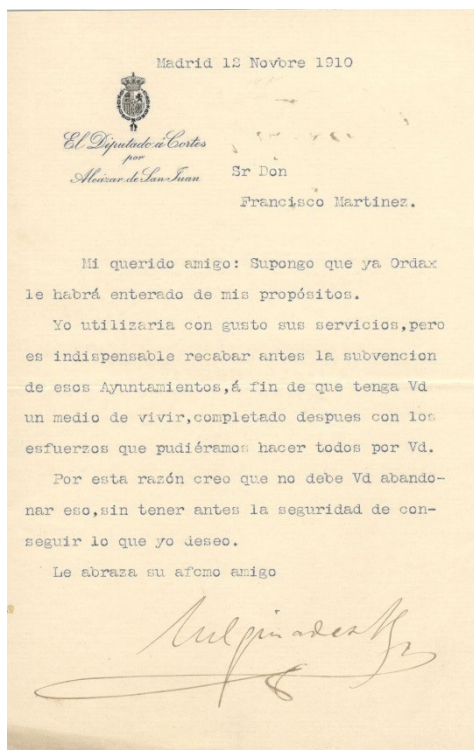 Madrid 12 Novbre 1910
El Diputado á Cortes
por
Alcázar de San Juan
Sr Don
Francisco Martinez.
Mi querido amigo: Supongo que ya Ordax
le habrá enterado de mis propósitos.
Yo utilizaria con gusto sus servicios,pero
es indispensable recabar antes la subvencion
de esos Ayuntamientos,á fin de que tenga Vd
un medio de vivir,completado despues con los
esfuerzos que pudiéramos hacer todos por Vd.
Por esta razón creo que no debe Vd abando-
nar eso,sin tener antes la seguridad de con-
seguir lo que yo deseo.
Le abraza su afcmo amigo